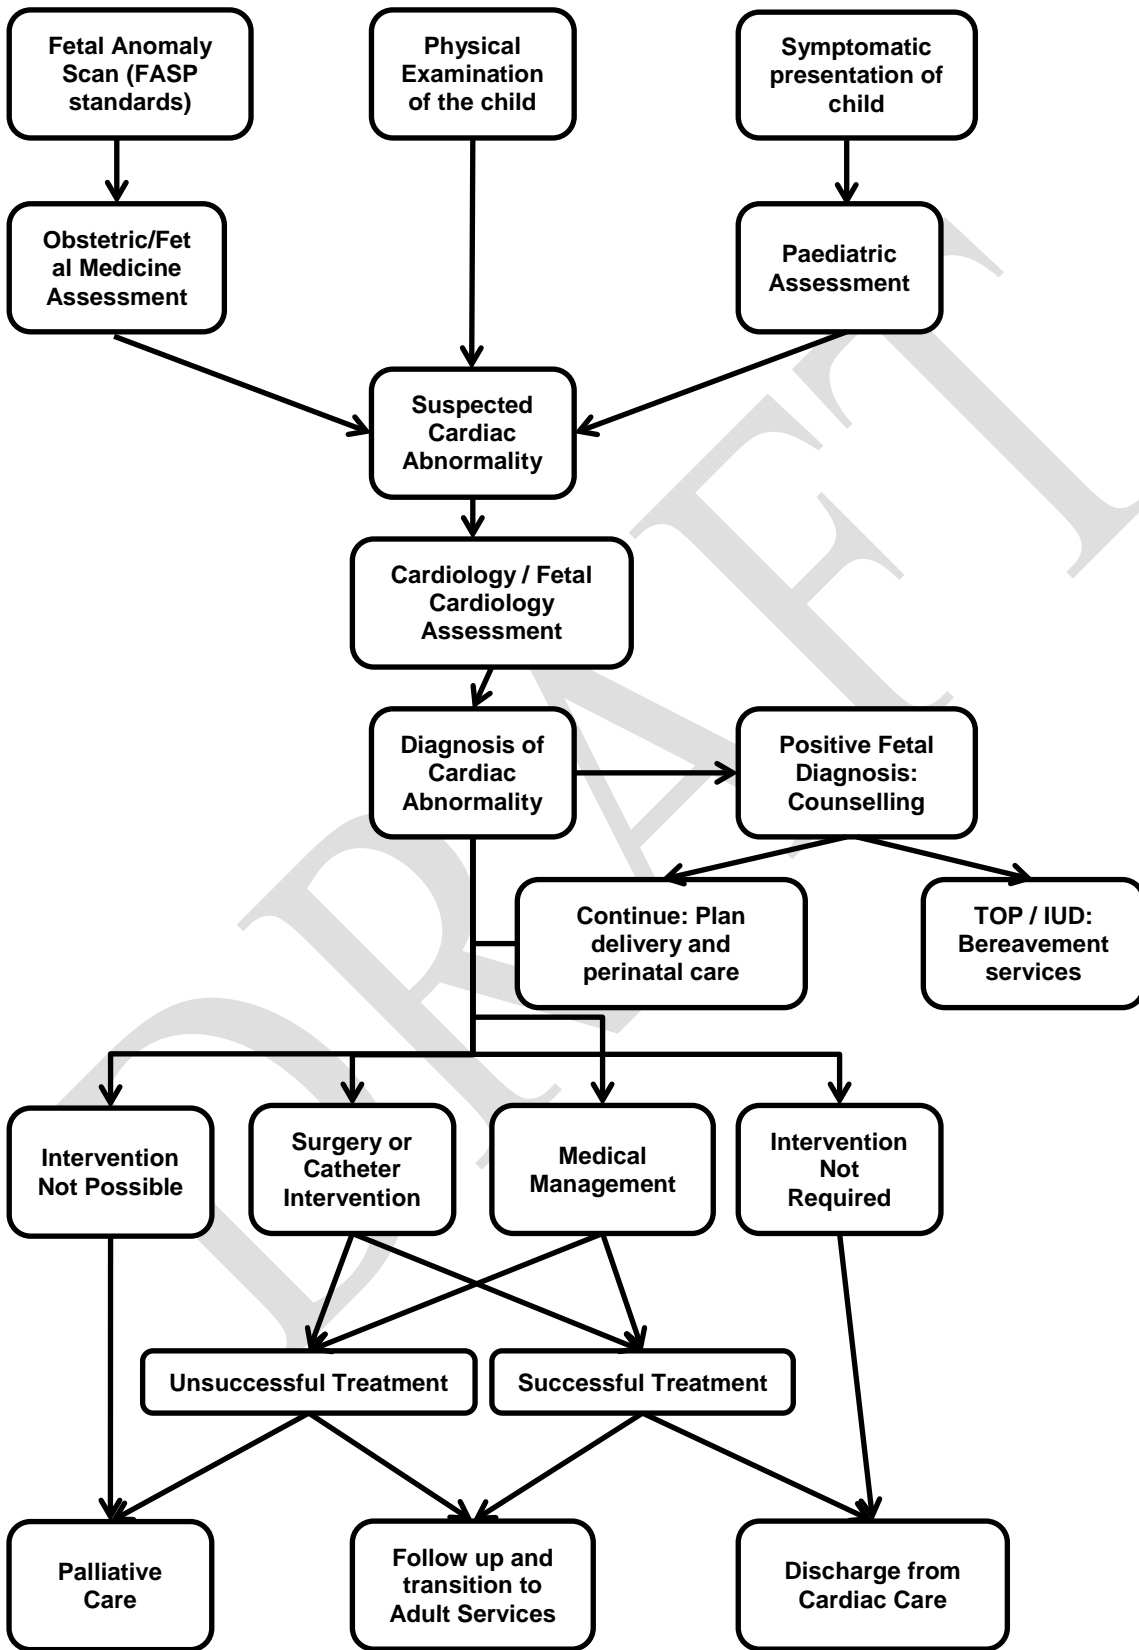 Fetal Anomaly
Scan (FASP
standards)
Physical
Examination
of the child
Symptomatic
presentation of
child
Obstetric/Fet
al Medicine
Assessment
Paediatric
Assessment
Suspected
Cardiac
Abnormality
Cardiology / Fetal
Cardiology
Assessment
Diagnosis of
Cardiac
Abnormality
Positive Fetal
Diagnosis:
Counselling
Continue: Plan
delivery and
perinatal care
TOP / IUD:
Bereavement
services
Intervention
Not Possible
Surgery or
Catheter
Intervention
Medical
Management
Intervention
Not
Required
Unsuccessful Treatment
Successful Treatment
Palliative
Care
Follow up and
transition to
Adult Services
Discharge from
Cardiac Care
DRAFT